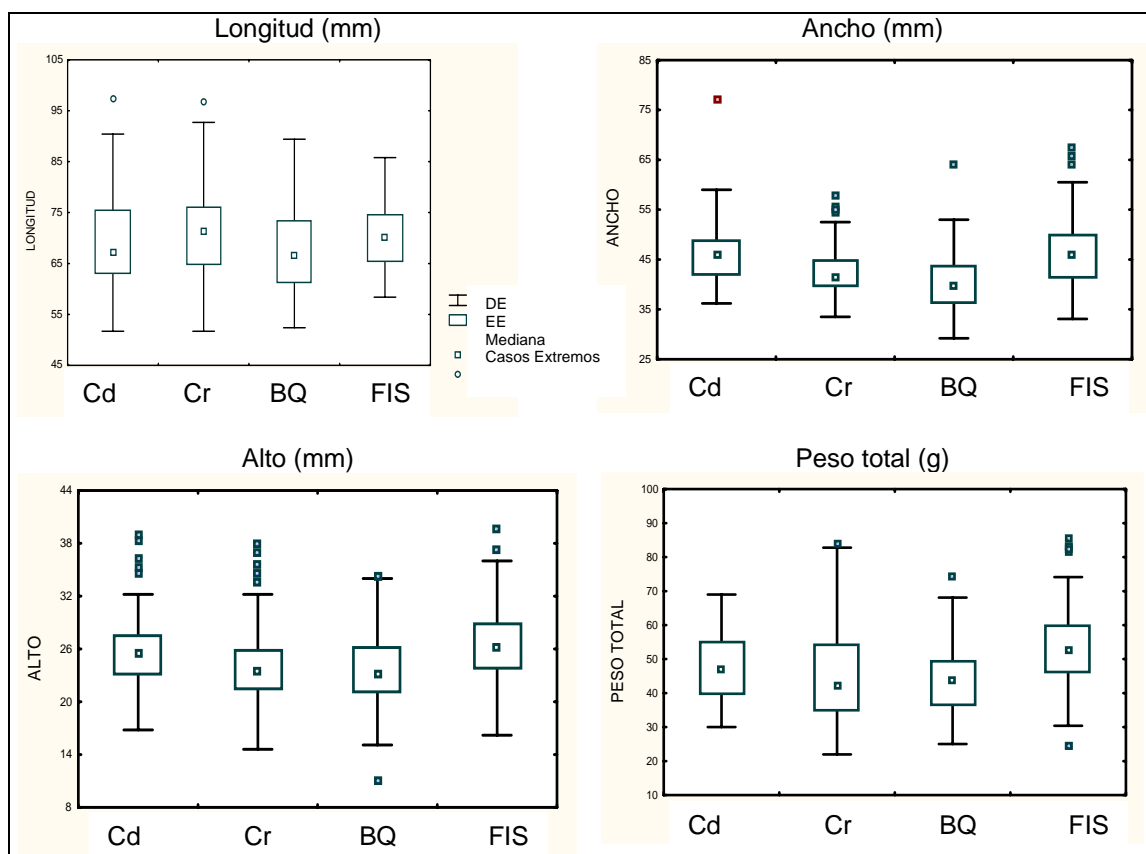 Longitud (mm)
105
95
85
75
65
55
45
LONGITUD
Cd Cr BQ FIS
DE
EE
Mediana
Casos Extremos
Ancho (mm)
85
75
65
55
45
35
25
ANCHO
Cd Cr BQ FIS
Alto (mm)
44
38
32
26
20
14
8
ALTO
Cd Cr BQ FIS
Peso total (g)
100
90
80
70
60
50
40
30
20
10
PESO TOTAL
Cd Cr BQ FIS